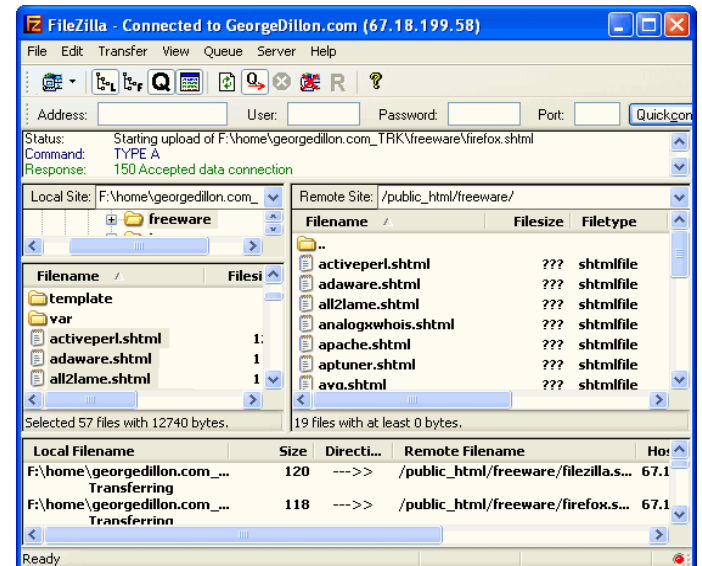 FileZilla - Connected to GeorgeDillon.com (67.18.199.58)
File Edit Transfer View Queue Server Help
Address: User: Password: Port: Quickcon
Status: Starting upload of F:\home\georgedillon.com_TRK\freeware\firefox.shtml
Command: TYPE A
Response: 150 Accepted data connection
Local Site: F:\home\georgedillon.com_
Remote Site: /public_html/freeware/
freeware
Filename Filesize Filetype
..
activeperl.shtml ??? shtmlfile
adaware.shtml ??? shtmlfile
all2lame.shtml ??? shtmlfile
analogxwhois.shtml ??? shtmlfile
apache.shtml ??? shtmlfile
aptuner.shtml ??? shtmlfile
avg.shtml ??? shtmlfile
Filename Filesi
template
var
activeperl.shtml 1
adaware.shtml 1
all2lame.shtml 1
Selected 57 files with 12740 bytes.
19 files with at least 0 bytes.
Local Filename Size Directi... Remote Filename Hos
F:\home\georgedillon.com_... 120 --->> /public_html/freeware/filezilla.s... 67.1
Transferring
F:\home\georgedillon.com_... 118 --->> /public_html/freeware/firefox.s... 67.1
Transferring
Ready